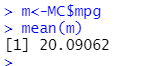 > m<-MC$mpg
> mean(m)
[1] 20.09062
>